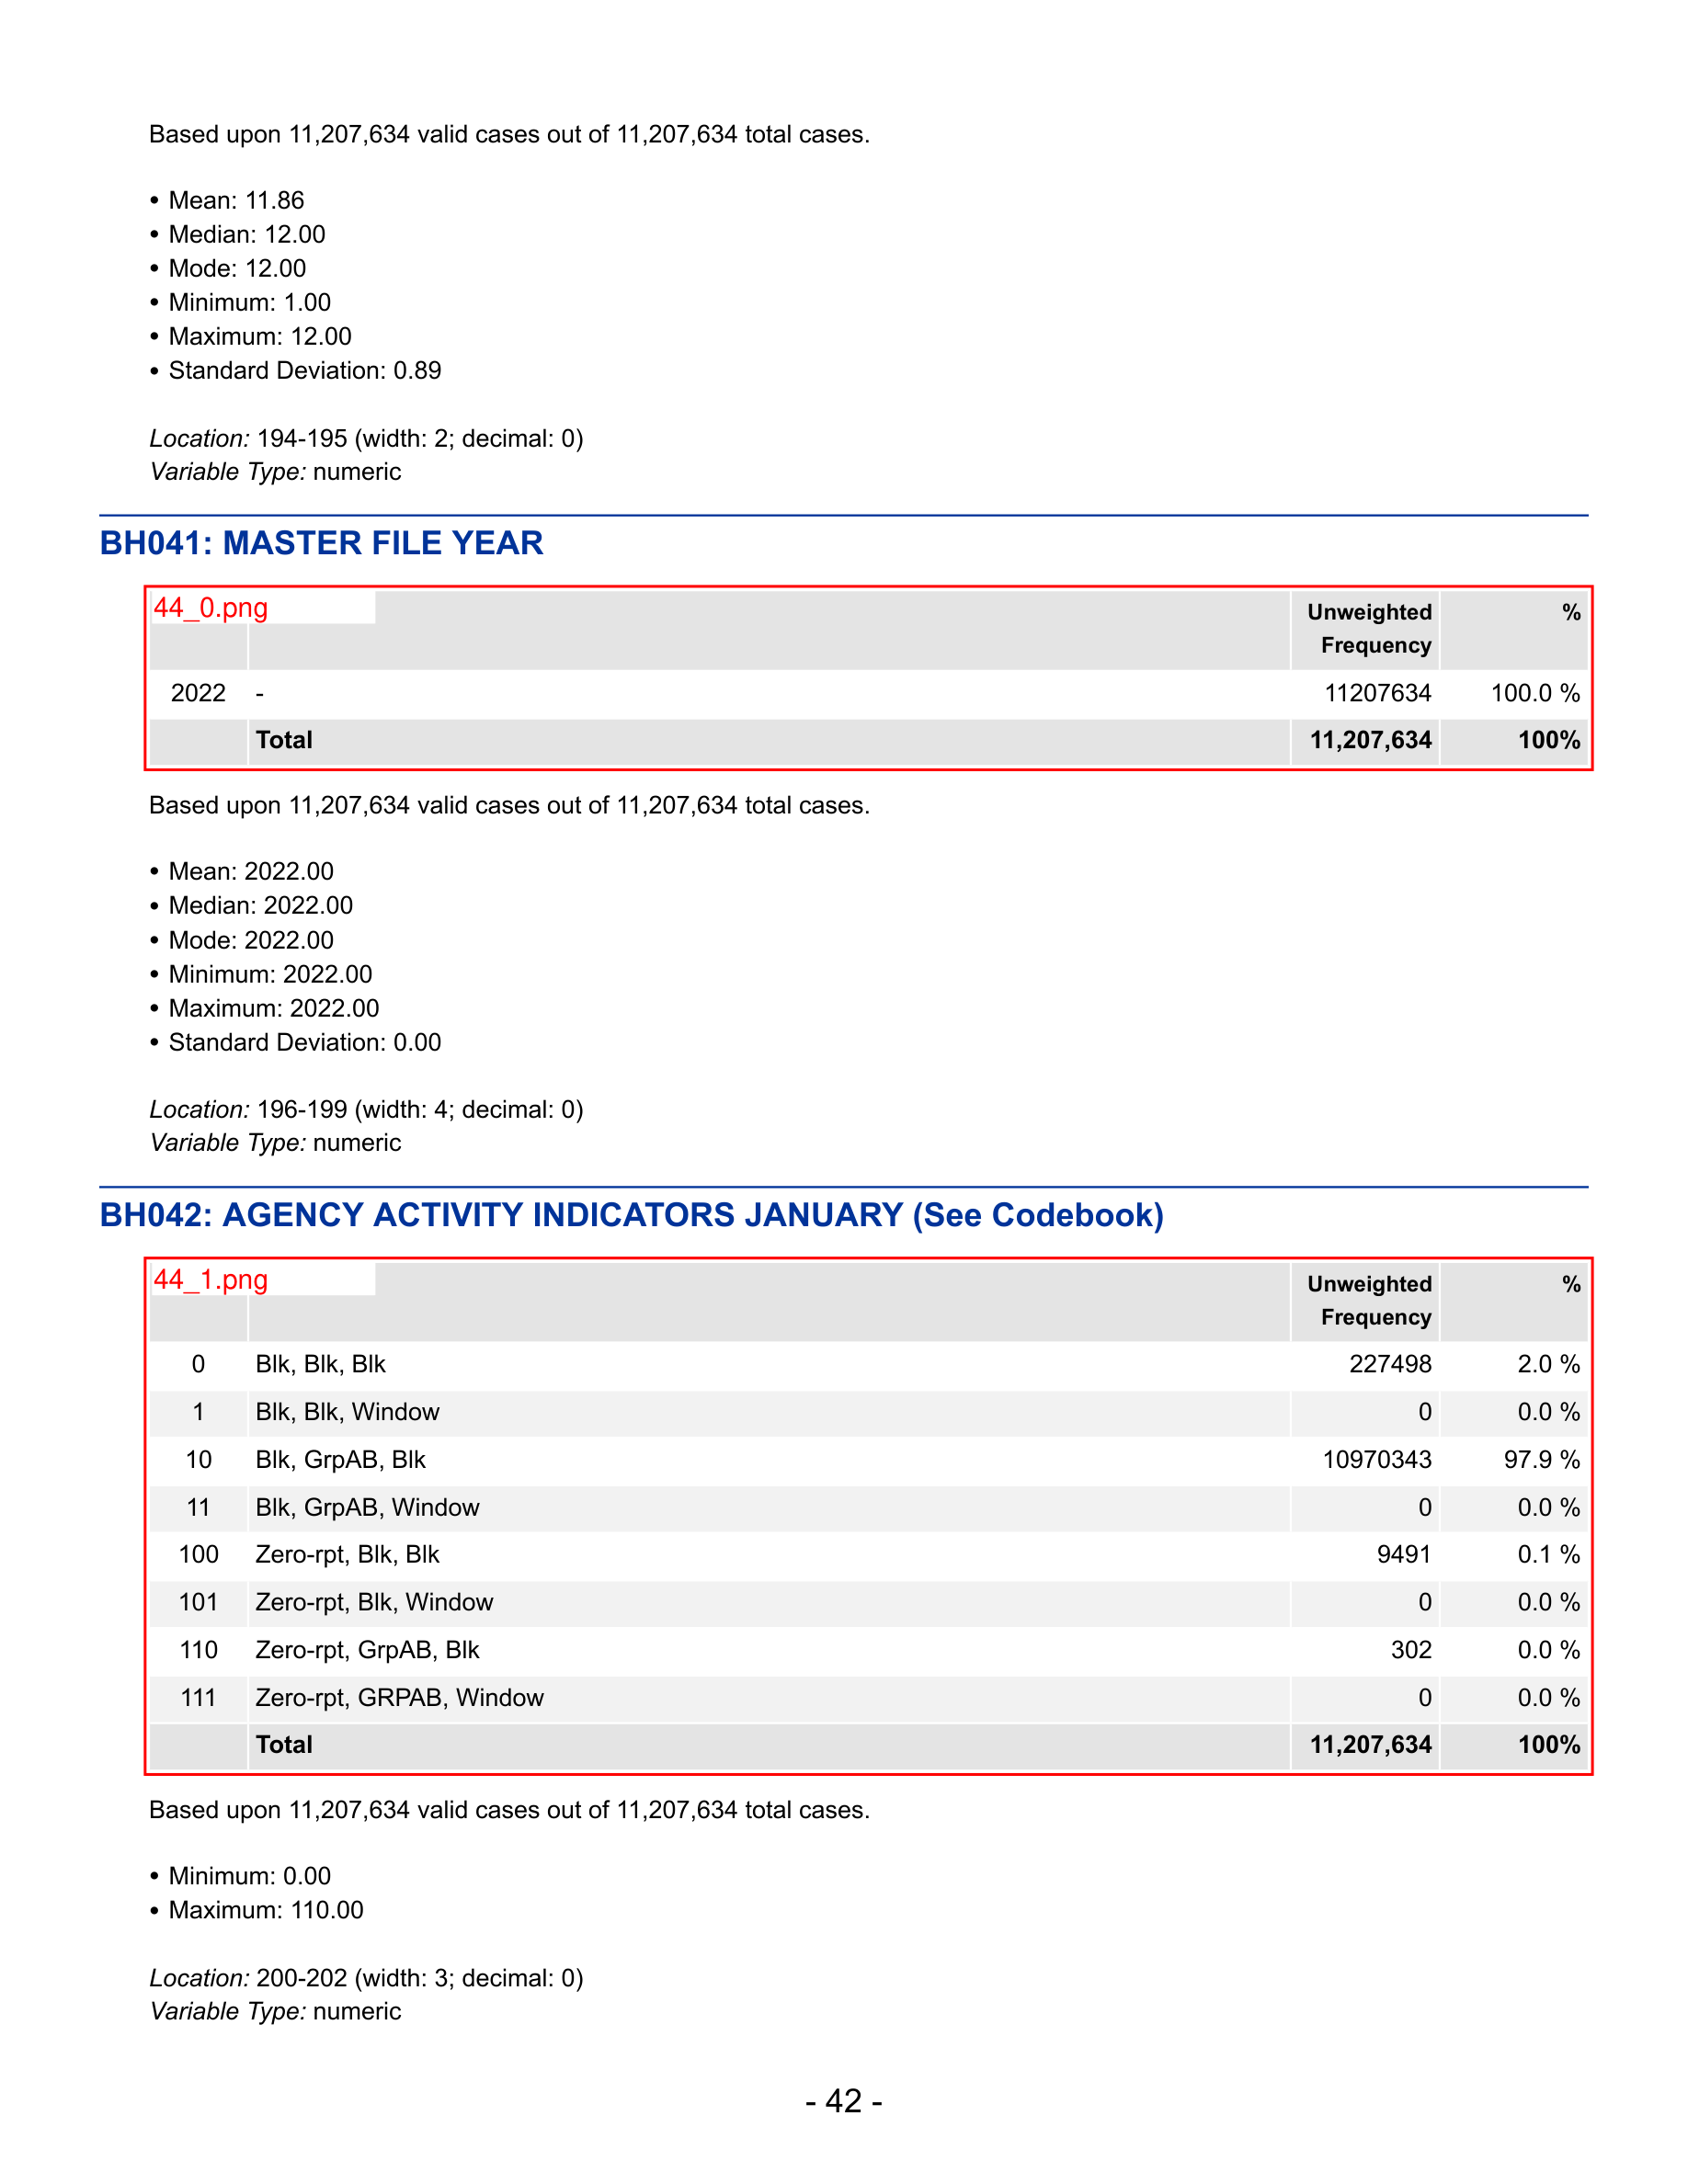 Based upon 11,207,634 valid cases out of 11,207,634 total cases.
• Mean: 11.86
• Median: 12.00
• Mode: 12.00
• Minimum: 1.00
• Maximum: 12.00
• Standard Deviation: 0.89
Location: 194-195 (width: 2; decimal: 0)
Variable Type: numeric
BH041: MASTER FILE YEAR
44_0.png
Unweighted Frequency %
2022 - 11207634 100.0 %
Total 11,207,634 100%
Based upon 11,207,634 valid cases out of 11,207,634 total cases.
• Mean: 2022.00
• Median: 2022.00
• Mode: 2022.00
• Minimum: 2022.00
• Maximum: 2022.00
• Standard Deviation: 0.00
Location: 196-199 (width: 4; decimal: 0)
Variable Type: numeric
BH042: AGENCY ACTIVITY INDICATORS JANUARY (See Codebook)
44_1.png
Unweighted Frequency %
0 Blk, Blk, Blk 227498 2.0 %
1 Blk, Blk, Window 0 0.0 %
10 Blk, GrpAB, Blk 10970343 97.9 %
11 Blk, GrpAB, Window 0 0.0 %
100 Zero-rpt, Blk, Blk 9491 0.1 %
101 Zero-rpt, Blk, Window 0 0.0 %
110 Zero-rpt, GrpAB, Blk 302 0.0 %
111 Zero-rpt, GRPAB, Window 0 0.0 %
Total 11,207,634 100%
Based upon 11,207,634 valid cases out of 11,207,634 total cases.
• Minimum: 0.00
• Maximum: 110.00
Location: 200-202 (width: 3; decimal: 0)
Variable Type: numeric
- 42 -